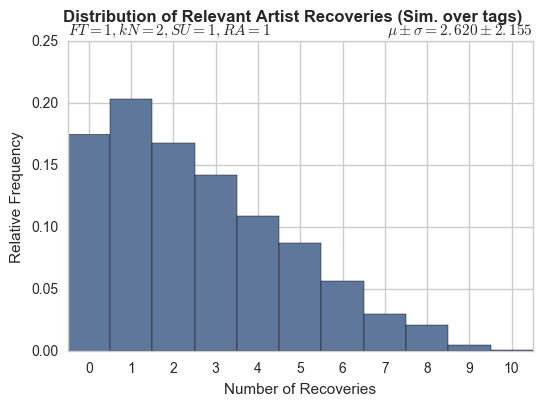 Distribution of Relevant Artist Recoveries (Sim. over tags)
FT = 1, kN = 2, SU = 1, RA = 1
μ ± σ = 2.620 ± 2.155
0.25
0.20
0.15
0.10
0.05
0.00
Relative Frequency
0 1 2 3 4 5 6 7 8 9 10
Number of Recoveries